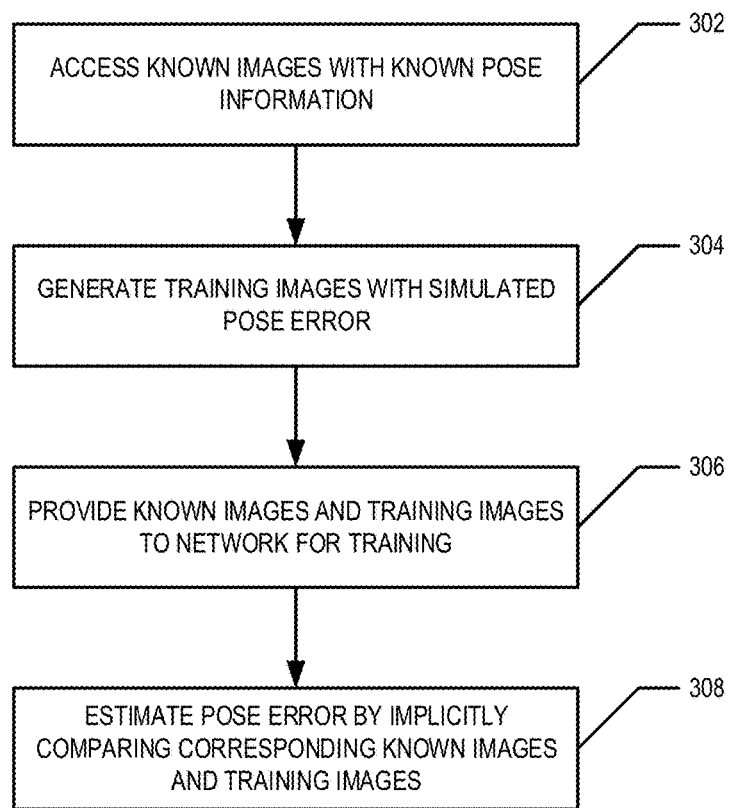 302
ACCESS KNOWN IMAGES WITH KNOWN POSE
INFORMATION
304
GENERATE TRAINING IMAGES WITH SIMULATED
POSE ERROR
306
PROVIDE KNOWN IMAGES AND TRAINING IMAGES
TO NETWORK FOR TRAINING
308
ESTIMATE POSE ERROR BY IMPLICITLY
COMPARING CORRESPONDING KNOWN IMAGES
AND TRAINING IMAGES